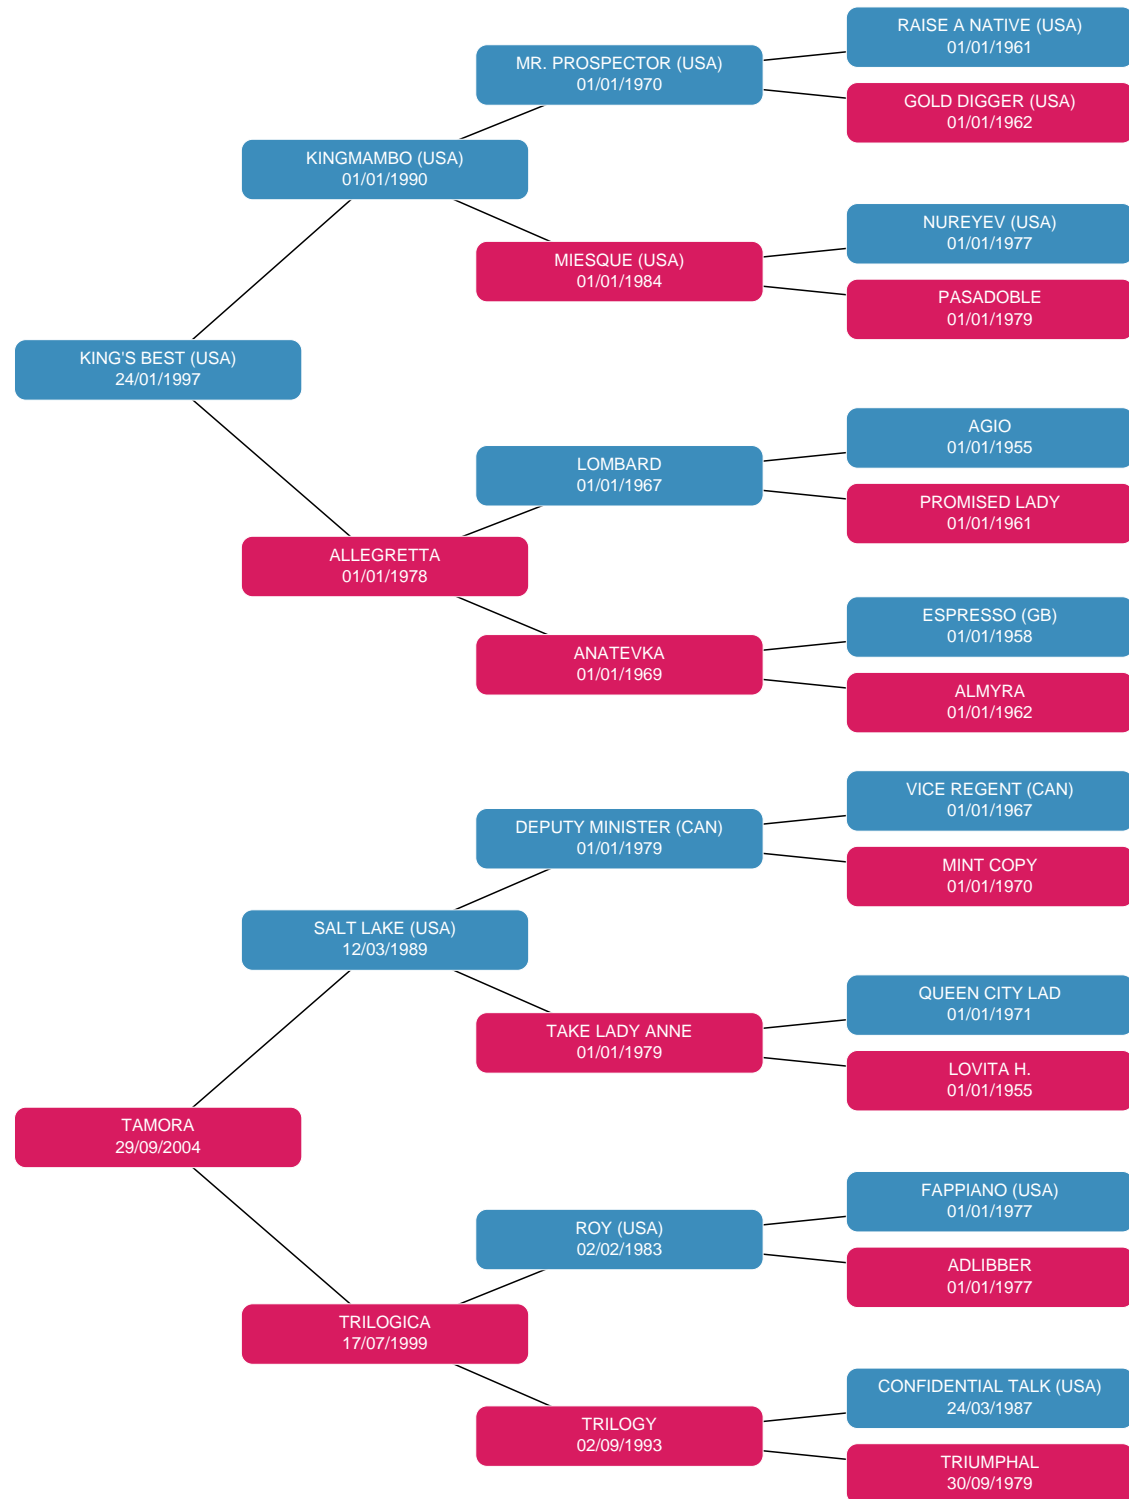 RAISE A NATIVE (USA)
01/01/1961
MR. PROSPECTOR (USA)
01/01/1970
GOLD DIGGER (USA)
01/01/1962
KINGMAMBO (USA)
01/01/1990
NUREYEV (USA)
01/01/1977
MIESQUE (USA)
01/01/1984
PASADOBLE
01/01/1979
KING'S BEST (USA)
24/01/1997
AGIO
01/01/1955
LOMBARD
01/01/1967
PROMISED LADY
01/01/1961
ALLEGRETTA
01/01/1978
ESPRESSO (GB)
01/01/1958
ANATEVKA
01/01/1969
ALMYRA
01/01/1962
VICE REGENT (CAN)
01/01/1967
DEPUTY MINISTER (CAN)
01/01/1979
MINT COPY
01/01/1970
SALT LAKE (USA)
12/03/1989
QUEEN CITY LAD
01/01/1971
TAKE LADY ANNE
01/01/1979
LOVITA H.
01/01/1955
TAMORA
29/09/2004
FAPPIANO (USA)
01/01/1977
ROY (USA)
02/02/1983
ADLIBBER
01/01/1977
TRILOGICA
17/07/1999
CONFIDENTIAL TALK (USA)
24/03/1987
TRILOGY
02/09/1993
TRIUMPHAL
30/09/1979